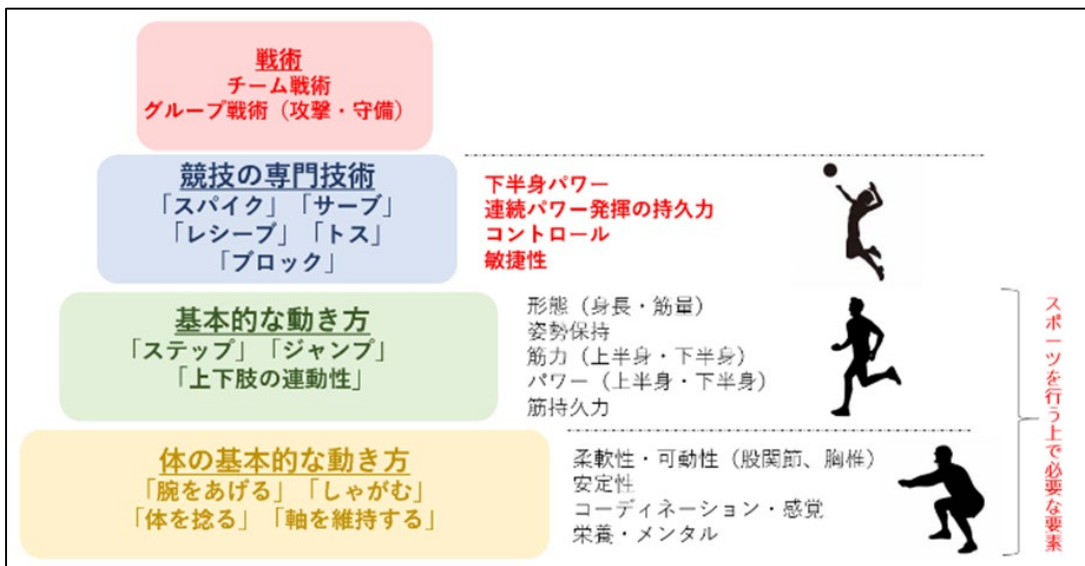 戦術
チーム戦術
グループ戦術（攻撃・守備）
競技の専門技術
「スパイク」「サーブ」
「レシーブ」「トス」
「ブロック」
下半身パワー
連続パワー発揮の持久力
コントロール
敏捷性
基本的な動き方
「ステップ」「ジャンプ」
「上下肢の連動性」
形態（身長・筋量）
姿勢保持
筋力（上半身・下半身）
パワー（上半身・下半身）
筋持久力
体の基本的な動き方
「腕をあげる」「しゃがむ」
「体を捻る」「軸を維持する」
柔軟性・可動性（股関節、胸椎）
安定性
コーディネーション・感覚
栄養・メンタル
スポーツを行う上で必要な要素